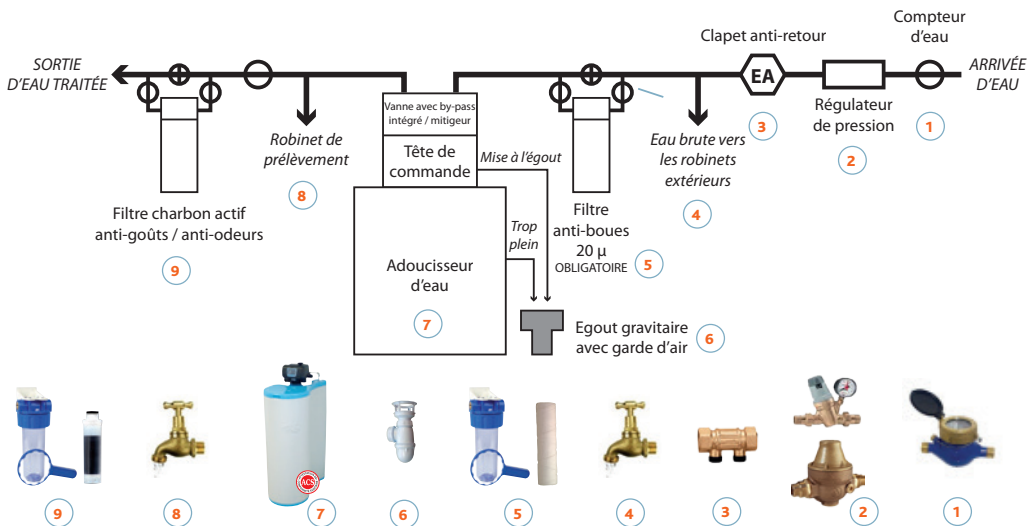 Compteur
d'eau
Clapet anti-retour
SORTIE
D'EAU TRAITÉE
EA
ARRIVÉE
D'EAU
Vanne avec by-pass
intégré / mitigeur
Régulateur
de pression
1
2
3
Robinet de
prélèvement
8
Tête de
commande
Mise à l'égout
Eau brute vers
les robinets
extérieurs
4
Filtre charbon actif
anti-goûts / anti-odeurs
9
Trop
plein
Filtre
anti-boues
20 µ
OBLIGATOIRE
5
Adoucisseur
d'eau
7
Egout gravitaire
avec garde d'air
6
ACS
9
8
7
6
5
4
3
2
1